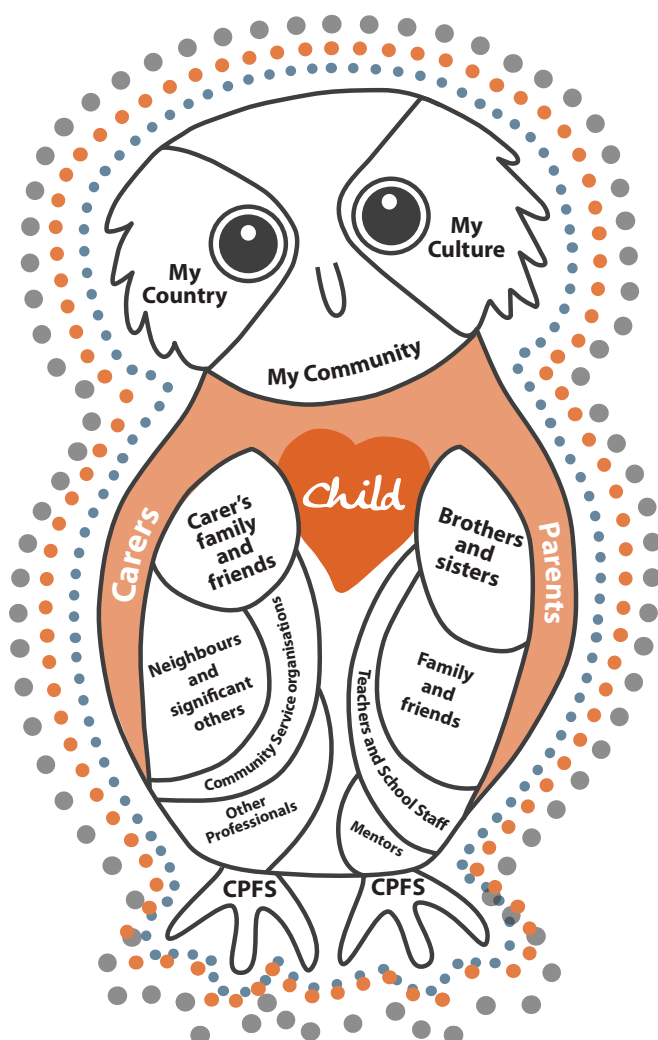 My
Culture
My
Country
My Community
Child
Carers
Carer's
family
and
friends
Brothers
and
sisters
Parents
Neighbours
and
significant
others
Community Service organisations
Teachers and School Staff
Family
and
friends
Other
Professionals
Mentors
CPFS
CPFS